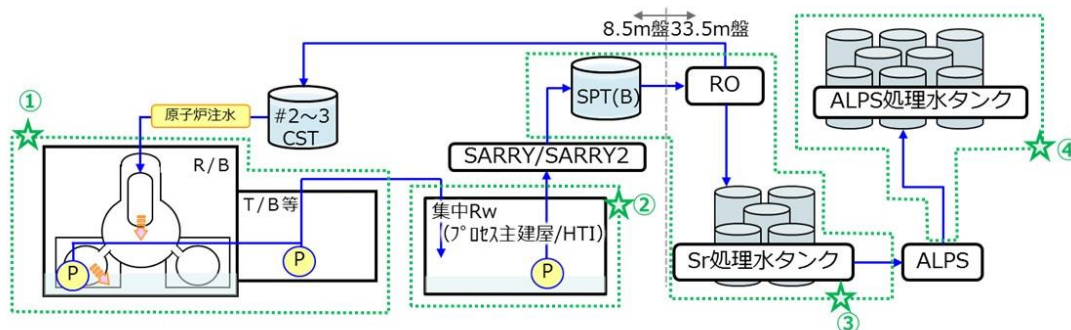 8.5m盤33.5m盤
①
原子炉注水
#2～3
CST
SPT(B)
RO
ALPS処理水タンク
R/B
SARRY/SARRY2
④
T/B等
集中Rw
(ﾌﾟﾛｾｽ主建屋/HTI)
②
P
P
P
Sr処理水タンク
ALPS
③